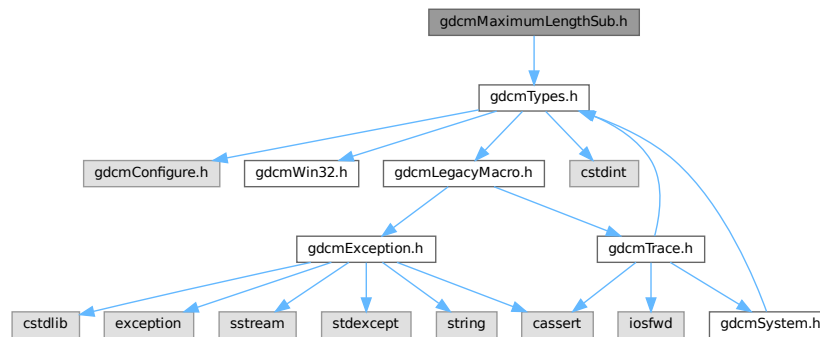 gdcmMaximumLengthSub.h
gdcmTypes.h
gdcmConfigure.h
gdcmWin32.h
gdcmLegacyMacro.h
cstdint
gdcmException.h
gdcmTrace.h
cstdlib
exception
sstream
stdexcept
string
cassert
iosfwd
gdcmSystem.h